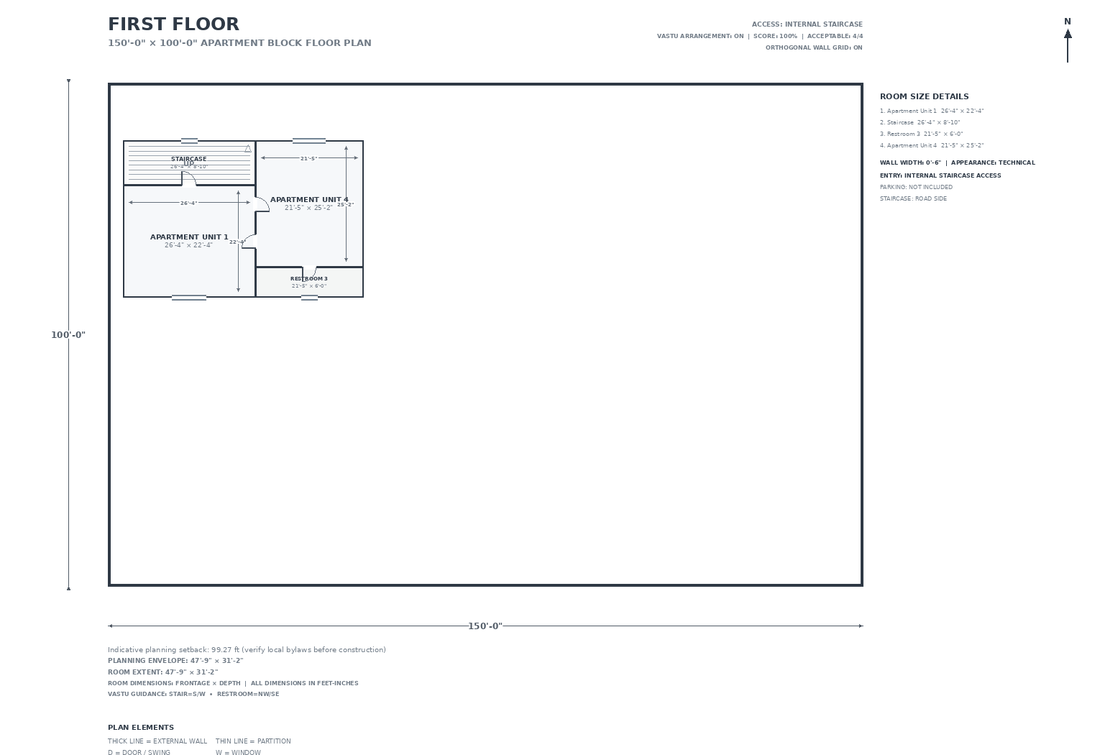 FIRST FLOOR
150'-0" × 100'-0" APARTMENT BLOCK FLOOR PLAN
ACCESS: INTERNAL STAIRCASE
VASTU ARRANGEMENT: ON | SCORE: 100% | ACCEPTABLE: 4/4
ORTHOGONAL WALL GRID: ON
N
ROOM SIZE DETAILS
1. Apartment Unit 1 26'-4" × 22'-4"
2. Staircase 26'-4" × 8'-10"
3. Restroom 3 21'-5" × 6'-0"
4. Apartment Unit 4 21'-5" × 25'-2"
WALL WIDTH: 0'-6" | APPEARANCE: TECHNICAL
ENTRY: INTERNAL STAIRCASE ACCESS
PARKING: NOT INCLUDED
STAIRCASE: ROAD SIDE
STAIRCASE
UP
26'-4" × 8'-10"
21'-5"
APARTMENT UNIT 4
21'-5" × 25'-2"
25'-2"
26'-4"
APARTMENT UNIT 1
26'-4" × 22'-4"
22'-4"
RESTROOM 3
21'-5" × 6'-0"
100'-0"
150'-0"
Indicative planning setback: 99.27 ft (verify local bylaws before construction)
PLANNING ENVELOPE: 47'-9" × 31'-2"
ROOM EXTENT: 47'-9" × 31'-2"
ROOM DIMENSIONS: FRONTAGE × DEPTH | ALL DIMENSIONS IN FEET-INCHES
VASTU GUIDANCE: STAIR=S/W • RESTROOM=NW/SE
PLAN ELEMENTS
THICK LINE = EXTERNAL WALL THIN LINE = PARTITION
D = DOOR / SWING W = WINDOW